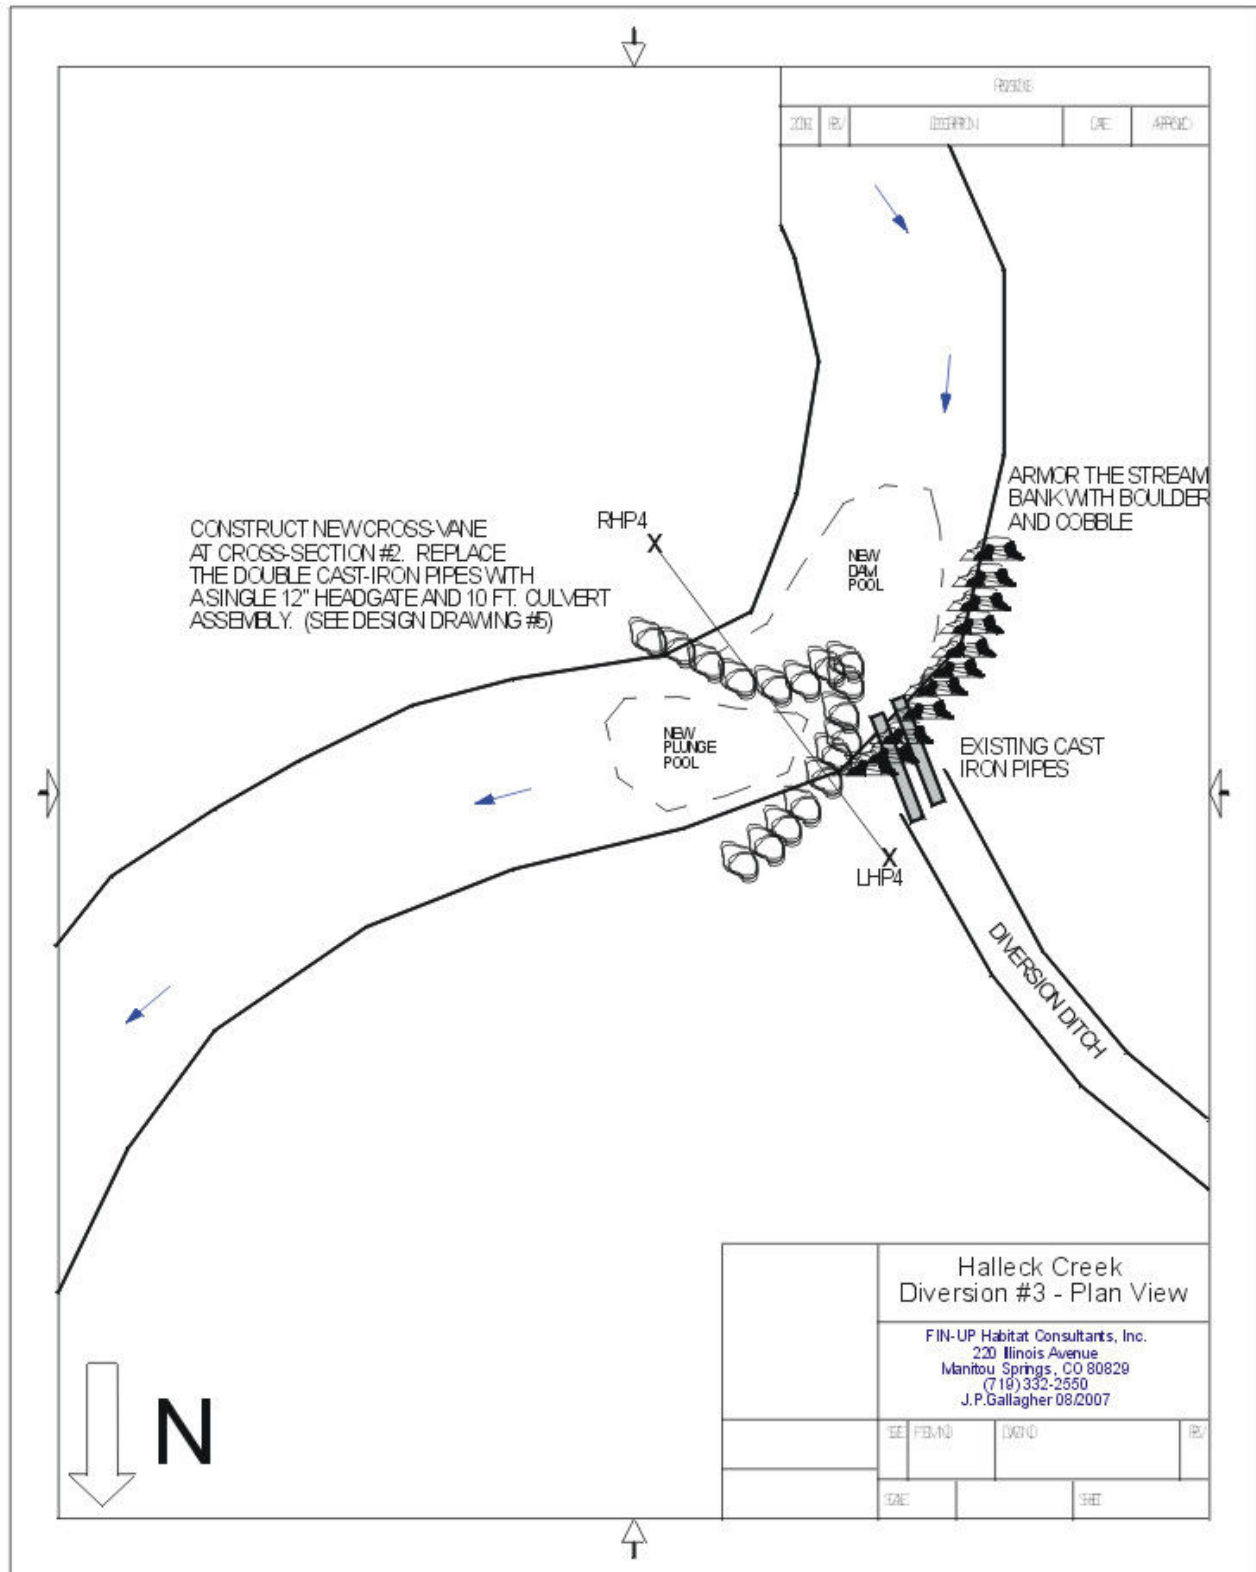 DATE
CONSTRUCT NEW CROSS-VANE
AT CROSS-SECTION #2.  REPLACE
THE DOUBLE CAST-IRON PIPES WITH
A SINGLE 12" HEADGATE AND 10 FT. CULVERT
ASSEMBLY.  (SEE DESIGN DRAWING #5)
RHP4
ARMOR THE STREAM
BANK WITH BOULDER
AND COBBLE
NEW
DAM
POOL
NEW
PLUNGE
POOL
EXISTING CAST
IRON PIPES
LHP4
DIVERSION DITCH
Halleck Creek
Diversion #3 - Plan View
FIN-UP Habitat Consultants, Inc.
220 Illinois Avenue
Manitou Springs, CO 80829
(719) 332-2550
J.P.Gallagher 08/2007
N